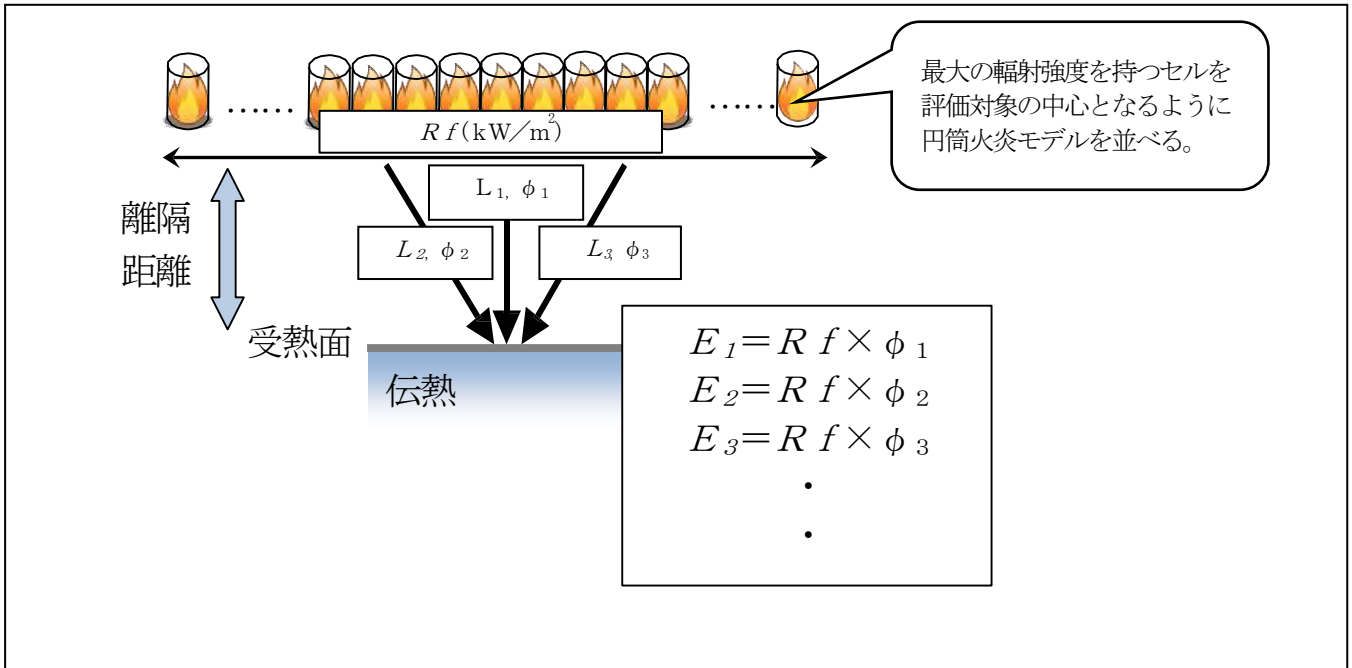 最大の輻射強度を持つセルを
評価対象の中心となるように
円筒火炎モデルを並べる。
…… ……
Rf(kW/m²)
L₁, φ₁
L₂, φ₂ L₃, φ₃
離隔
距離
受熱面
伝熱
E₁=Rf×φ₁
E₂=Rf×φ₂
E₃=Rf×φ₃
・
・